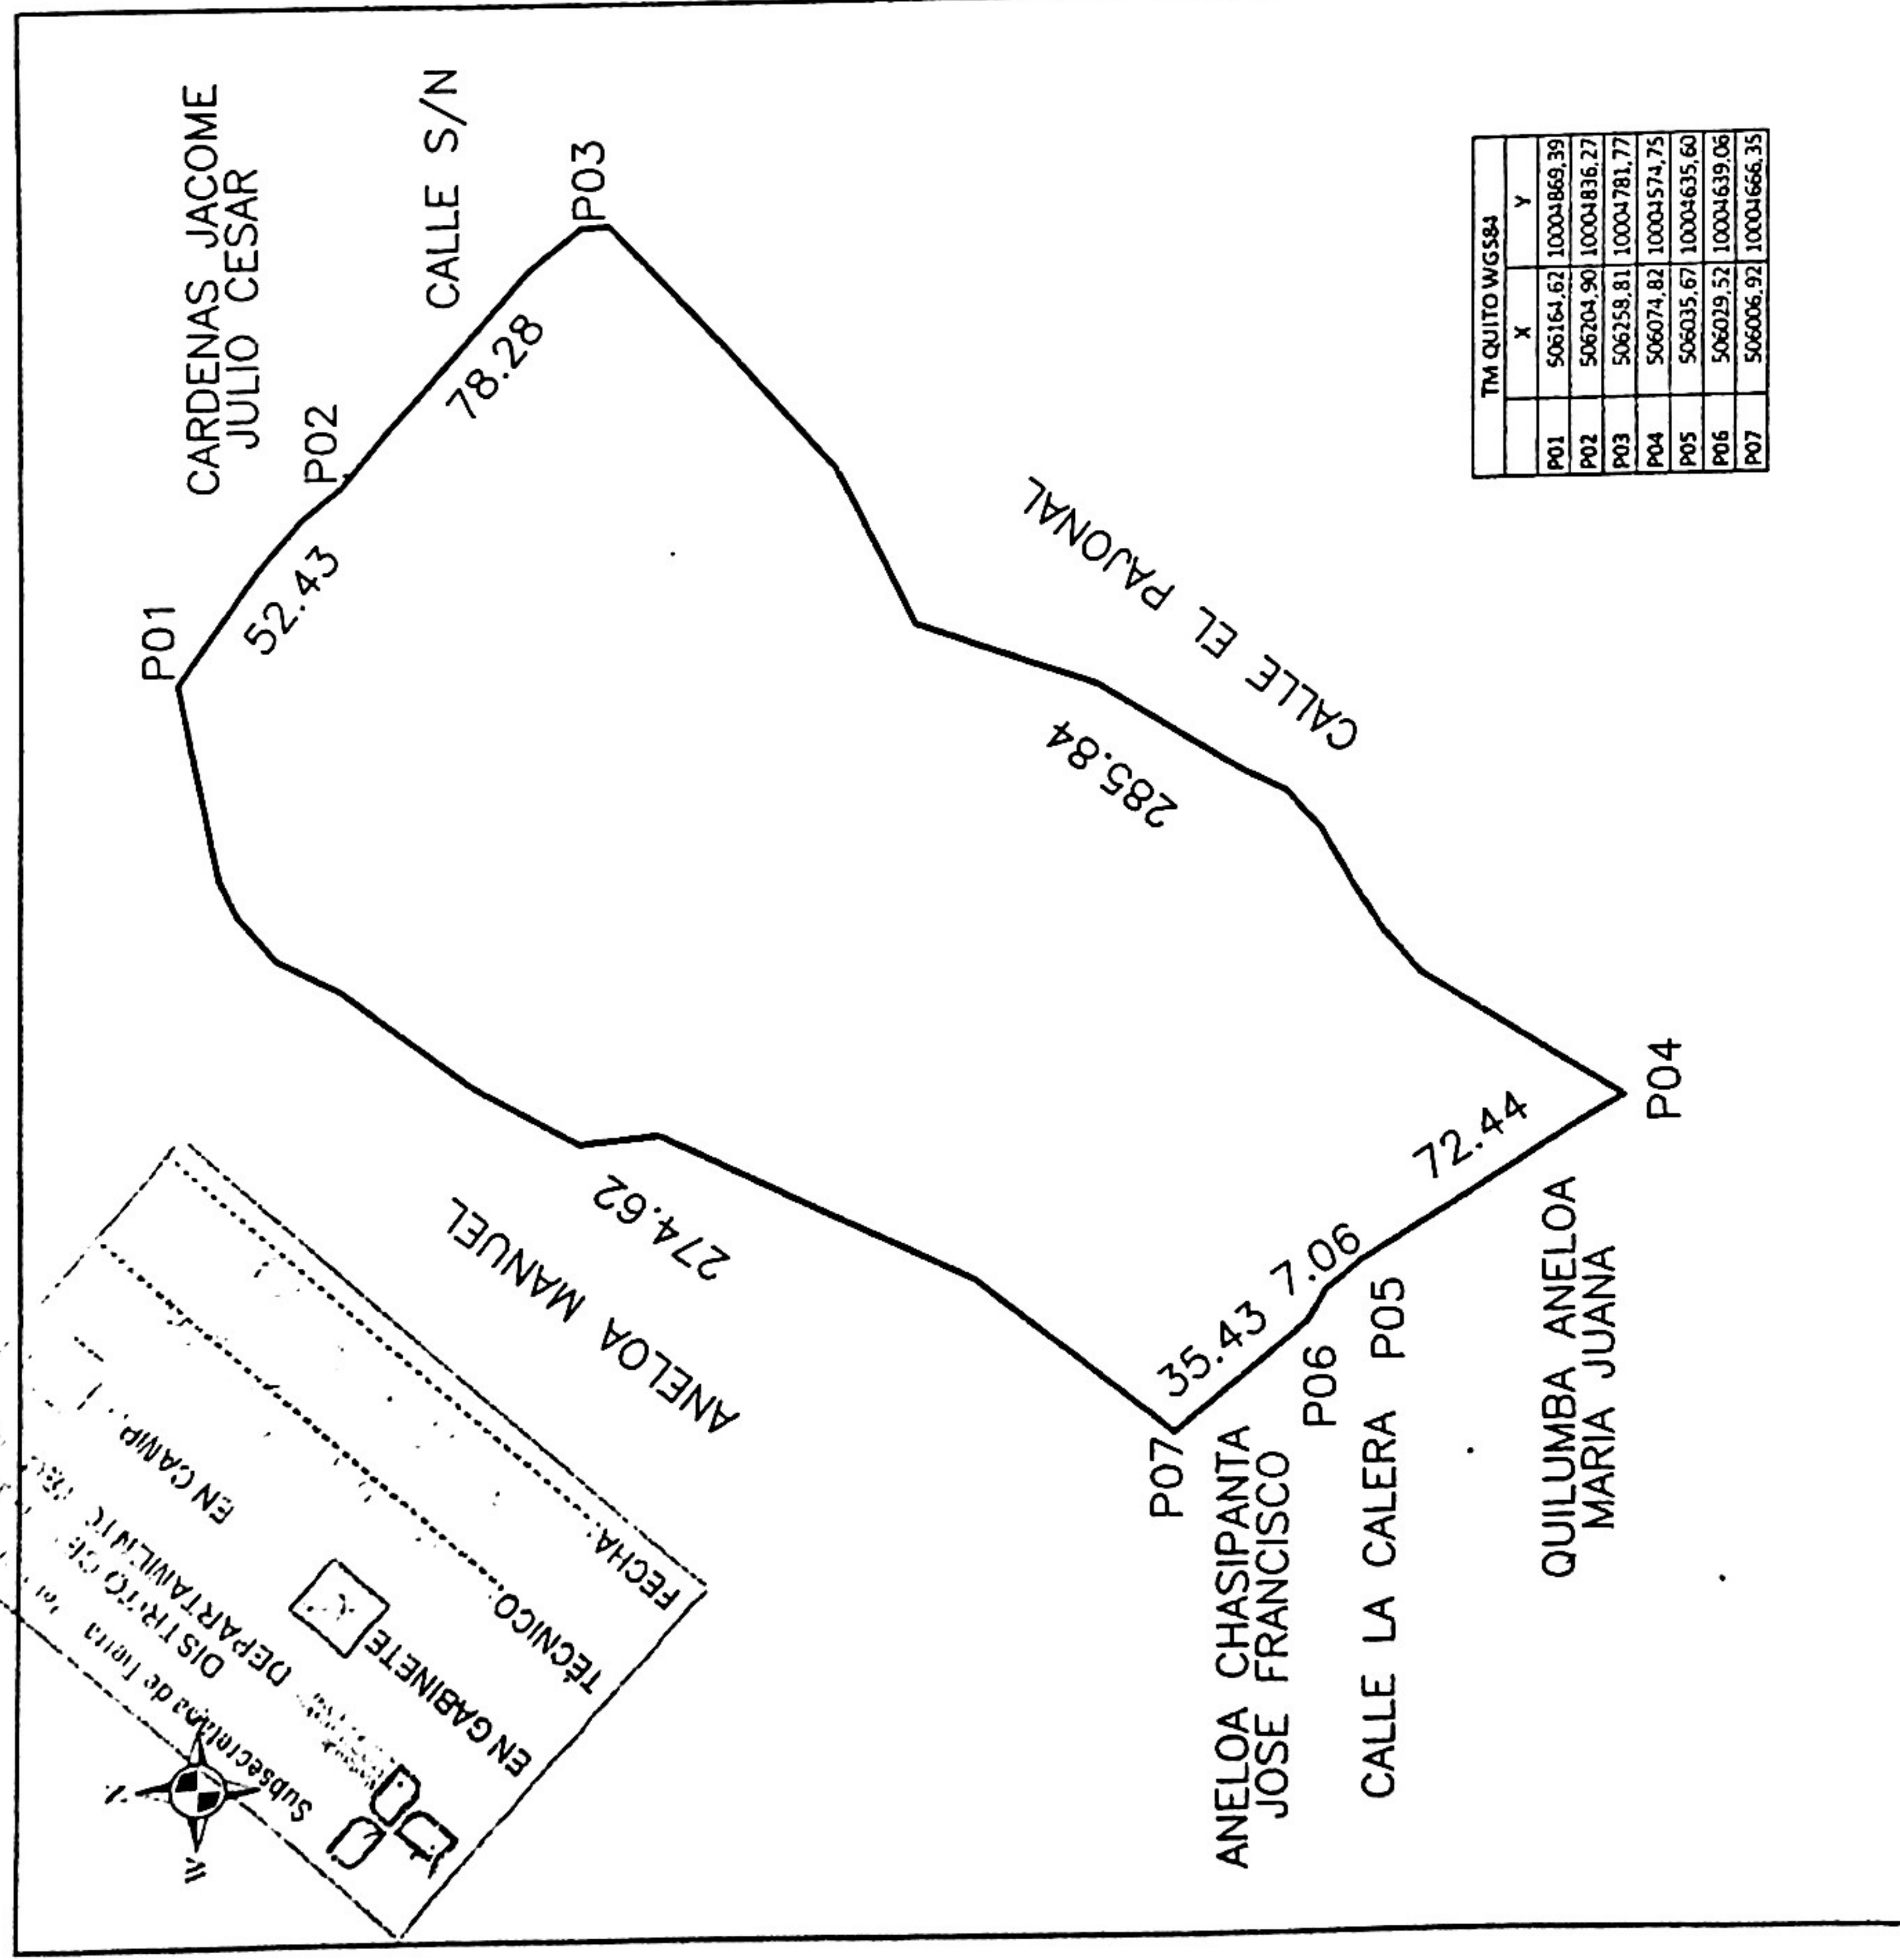 CARDENAS JACOME
JULIO CESAR
CALLE S/N
P01
52.43
P02
78.28
P03
CALLE EL PAJONAL
285.84
ANELOA MANUEL
274.62
P07
35.43
7.06
72.44
P06
P05
P04
ANELOA CHASIPANTA
JOSE FRANCISCO
CALLE LA CALERA
QUILUMBA ANELOA
MARIA JUANA
TM QUITO WGS84
X Y
P01 506164,62 10004869,39
P02 506204,90 10004836,27
P03 506258,81 10004781,77
P04 506074,82 10004574,75
P05 506035,67 10004635,60
P06 506029,52 10004639,06
P07 506006,92 10004666,35
W
Subsecretaría de Tierra
DISTRITO DE
EN GABINETE
TÉCNICO:
FECHA: